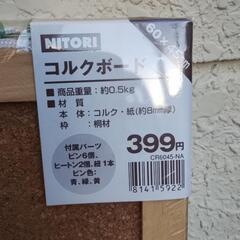 NITORI
60×45cm
コルクボード
■商品重量：約0.5kg
■材質
本体：コルク・紙(約8mm厚)
枠：桐材
付属パーツ
ピン6個、
ヒートン2個、紐1本
ピン色：
青、緑、黄
399円
CR6045-NA
81415922